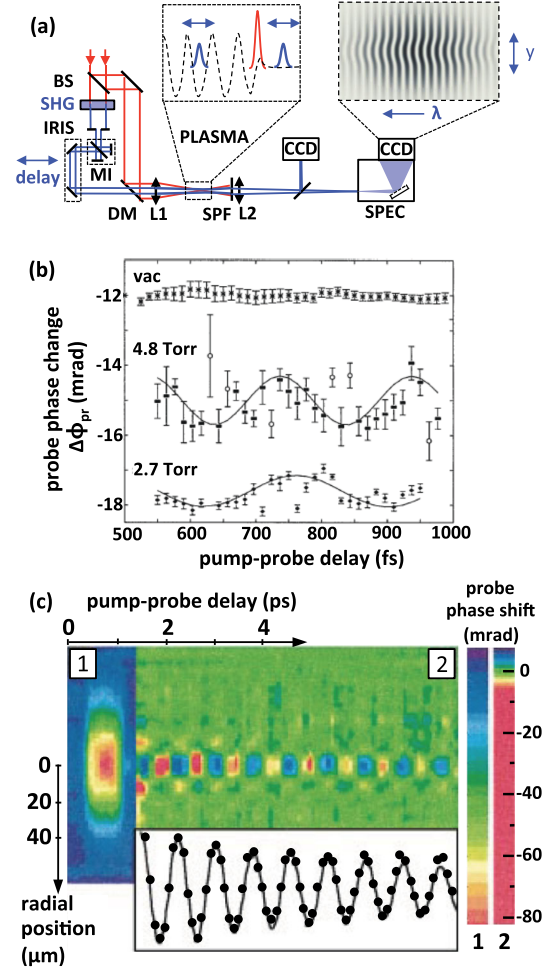 (a)
BS
SHG
IRIS
delay
MI
DM
L1
SPF
L2
PLASMA
CCD
CCD
SPEC
λ
y
(b)
probe phase change
Δϕpr (mrad)
-12
-14
-16
-18
vac
4.8 Torr
2.7 Torr
500 600 700 800 900 1000
pump-probe delay (fs)
(c)
pump-probe delay (ps)
0 2 4
probe
phase shift
(mrad)
1
2
0
20
40
radial
position
(μm)
0
-20
-40
-60
-80
1 2